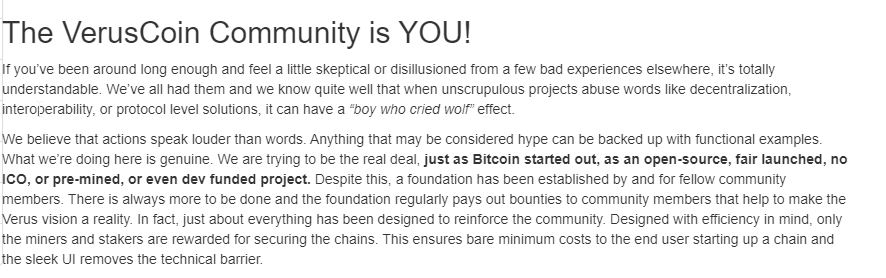 The VerusCoin Community is YOU!
If you've been around long enough and feel a little skeptical or disillusioned from a few bad experiences elsewhere, it's totally
understandable. We've all had them and we know quite well that when unscrupulous projects abuse words like decentralization,
interoperability, or protocol level solutions, it can have a "boy who cried wolf" effect.
We believe that actions speak louder than words. Anything that may be considered hype can be backed up with functional examples.
What we're doing here is genuine. We are trying to be the real deal, just as Bitcoin started out, as an open-source, fair launched, no
ICO, or pre-mined, or even dev funded project. Despite this, a foundation has been established by and for fellow community
members. There is always more to be done and the foundation regularly pays out bounties to community members that help to make the
Verus vision a reality. In fact, just about everything has been designed to reinforce the community. Designed with efficiency in mind, only
the miners and stakers are rewarded for securing the chains. This ensures bare minimum costs to the end user starting up a chain and
the sleek UI removes the technical barrier.